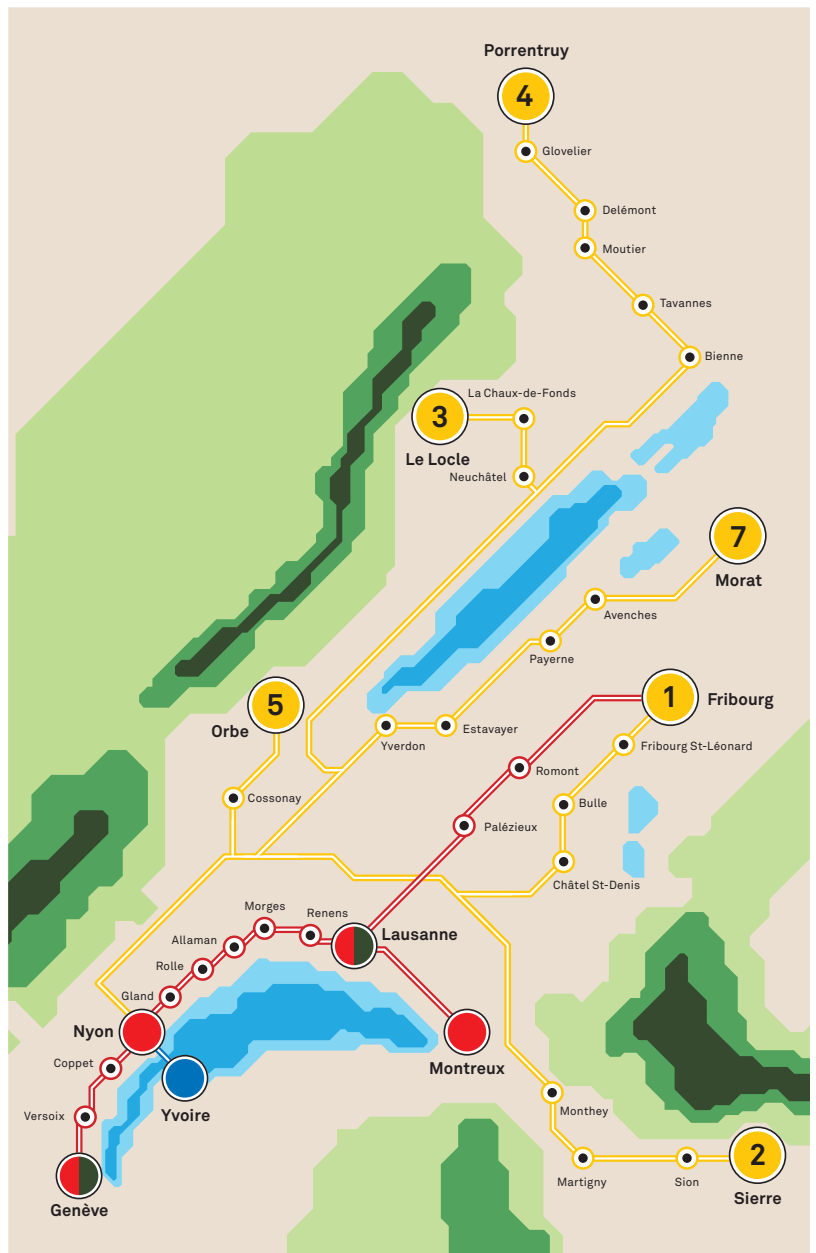 Porrentruy
4
Glovelier
Delémont
Moutier
Tavannes
Bienne
La Chaux-de-Fonds
3
Le Locle
Neuchâtel
7
Morat
Avenches
Payerne
5
Orbe
1
Fribourg
Yverdon
Estavayer
Fribourg St-Léonard
Romont
Cossonay
Bulle
Palézieux
Châtel St-Denis
Morges
Renens
Lausanne
Allaman
Rolle
Gland
Nyon
Coppet
Montreux
Yvoire
Versoix
Monthey
2
Martigny
Sion
Sierre
Genève